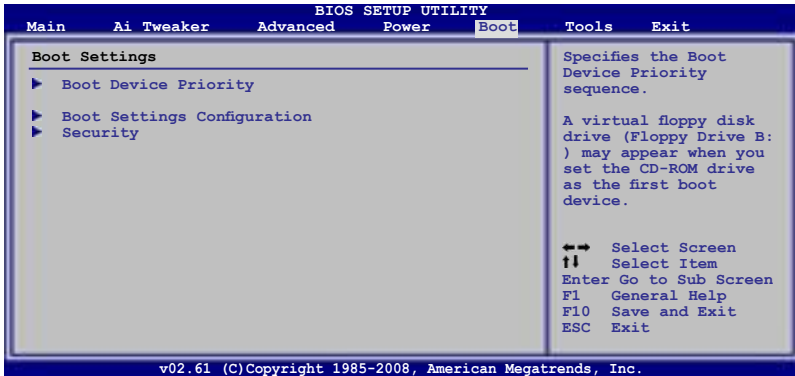 BIOS SETUP UTILITY
Main Ai Tweaker Advanced Power Boot Tools Exit
Boot Settings
Boot Device Priority
Boot Settings Configuration
Security
Specifies the Boot
Device Priority
sequence.
A virtual floppy disk
drive (Floppy Drive B:
) may appear when you
set the CD-ROM drive
as the first boot
device.
Select Screen
Select Item
Enter Go to Sub Screen
F1 General Help
F10 Save and Exit
ESC Exit
v02.61 (C)Copyright 1985-2008, American Megatrends, Inc.